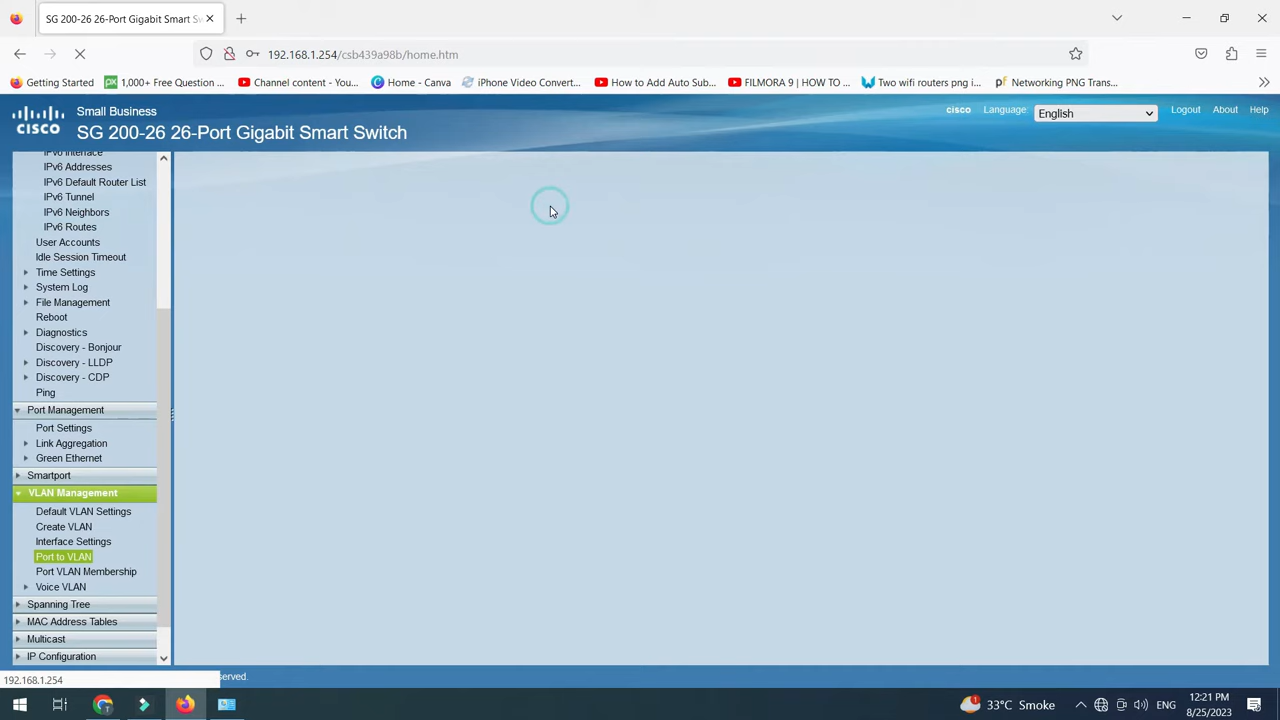 SG 200-26 26-Port Gigabit Smart Sw
192.168.1.254/csb439a98b/home.htm
Getting Started
1,000+ Free Question ...
Channel content - You...
Home - Canva
iPhone Video Convert...
How to Add Auto Sub...
FILMORA 9 | HOW TO ...
Two wifi routers png i...
Networking PNG Trans...
Small Business
CISCO
SG 200-26 26-Port Gigabit Smart Switch
cisco
Language:
English
Logout
About
Help
IPv6 Interface
IPv6 Addresses
IPv6 Default Router List
IPv6 Tunnel
IPv6 Neighbors
IPv6 Routes
User Accounts
Idle Session Timeout
Time Settings
System Log
File Management
Reboot
Diagnostics
Discovery - Bonjour
Discovery - LLDP
Discovery - CDP
Ping
Port Management
Port Settings
Link Aggregation
Green Ethernet
Smartport
VLAN Management
Default VLAN Settings
Create VLAN
Interface Settings
Port to VLAN
Port VLAN Membership
Voice VLAN
Spanning Tree
MAC Address Tables
Multicast
IP Configuration
192.168.1.254
served.
1
33°C Smoke
ENG
12:21 PM
8/25/2023